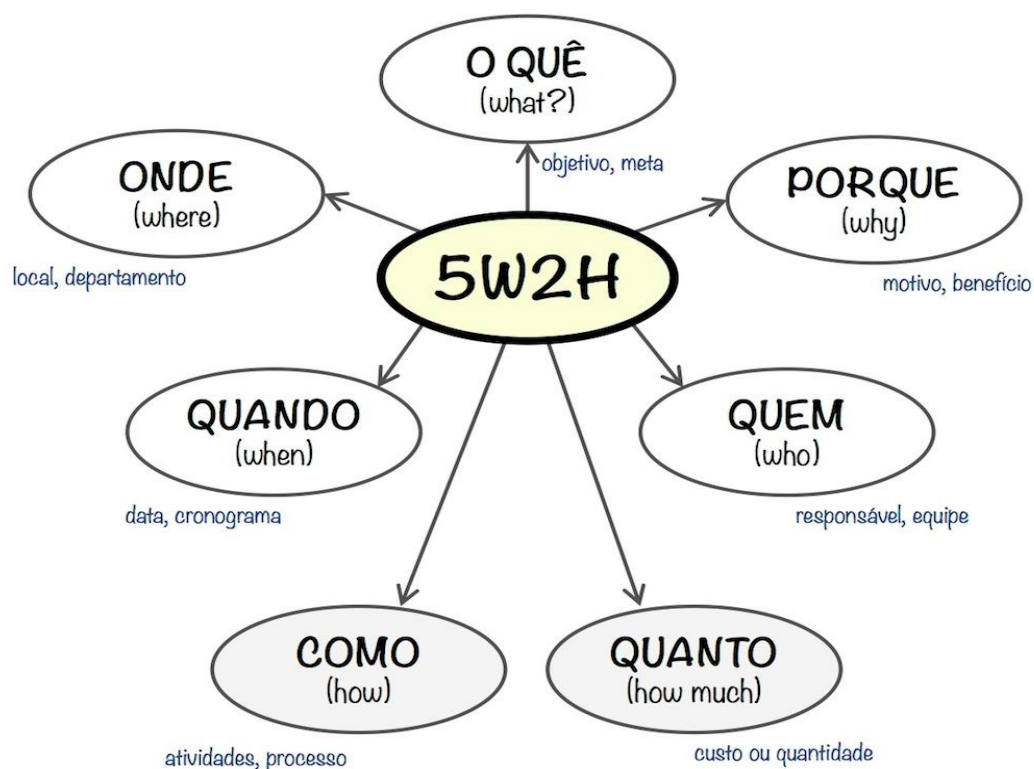 O QUÊ
(what?)
objetivo, meta
ONDE
(where)
local, departamento
PORQUE
(why)
motivo, benefício
5W2H
QUANDO
(when)
data, cronograma
QUEM
(who)
responsável, equipe
COMO
(how)
atividades, processo
QUANTO
(how much)
custo ou quantidade